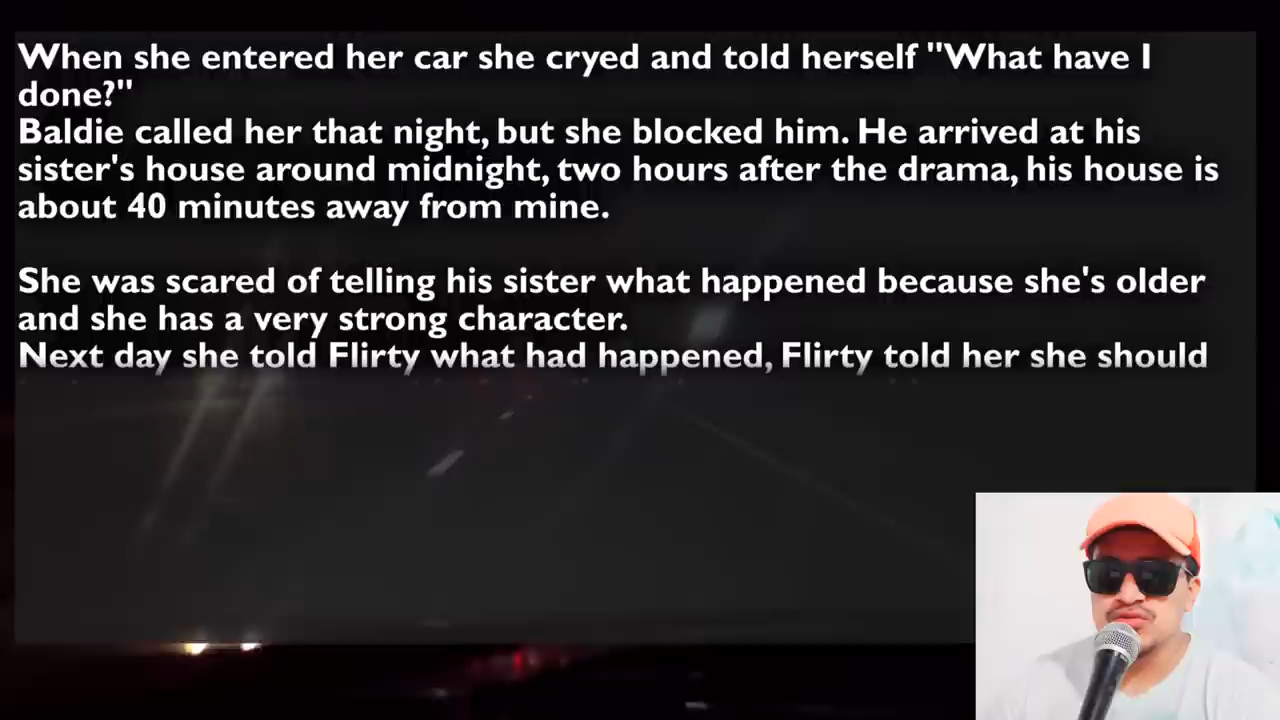 When she entered her car she cryed and told herself "What have I
done?"
Baldie called her that night, but she blocked him. He arrived at his
sister's house around midnight, two hours after the drama, his house is
about 40 minutes away from mine.
She was scared of telling his sister what happened because she's older
and she has a very strong character.
Next day she told Flirty what had happened, Flirty told her she should